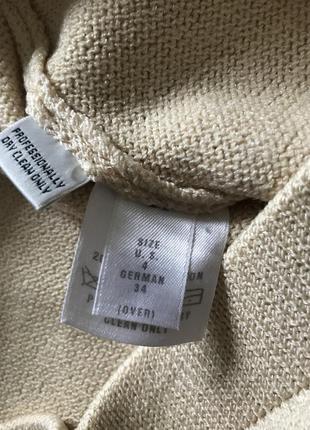 PROFESSIONALLY
DRY CLEAN ONLY
SIZE
U. S.
4
GERMAN
34
(OVER)
CLEAN ONLY